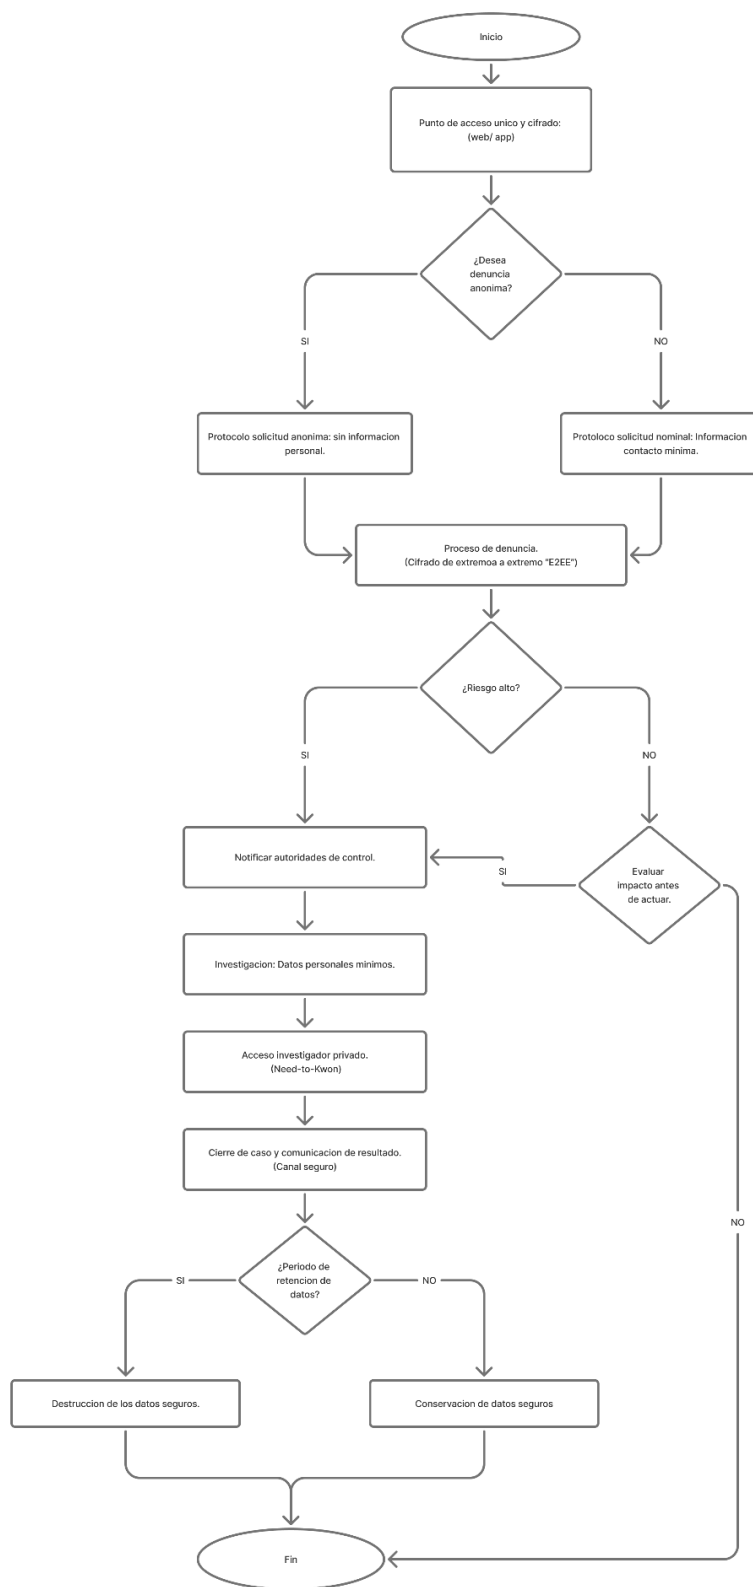 Inicio
Punto de acceso unico y cifrado:
(web/ app)
¿Desea
denuncia
anonima?
SI
NO
Protocolo solicitud anonima: sin informacion
personal.
Protoloco solicitud nominal: Informacion
contacto minima.
Proceso de denuncia.
(Cifrado de extremoa a extremo "E2EE")
¿Riesgo alto?
SI
NO
Notificar autoridades de control.
SI
Evaluar
impacto antes
de actuar.
Investigacion: Datos personales minimos.
Acceso investigador privado.
(Need-to-Kwon)
Cierre de caso y comunicacion de resultado.
(Canal seguro)
NO
¿Periodo de
retencion de
datos?
SI
NO
Destruccion de los datos seguros.
Conservacion de datos seguros
Fin